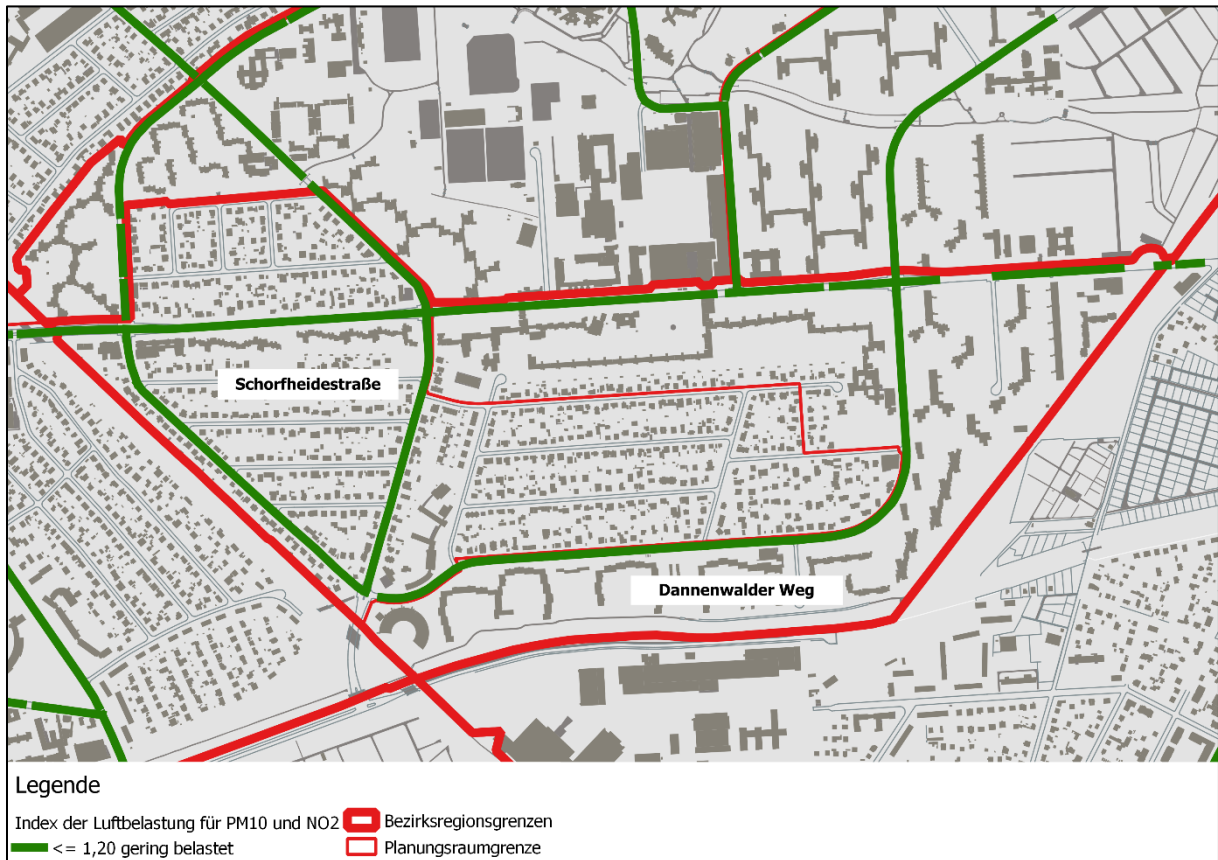 Schorfheidestraße
Dannenwalder Weg
Legende
Index der Luftbelastung für PM10 und NO2
<= 1,20 gering belastet
Bezirksregionsgrenzen
Planungsraumgrenze